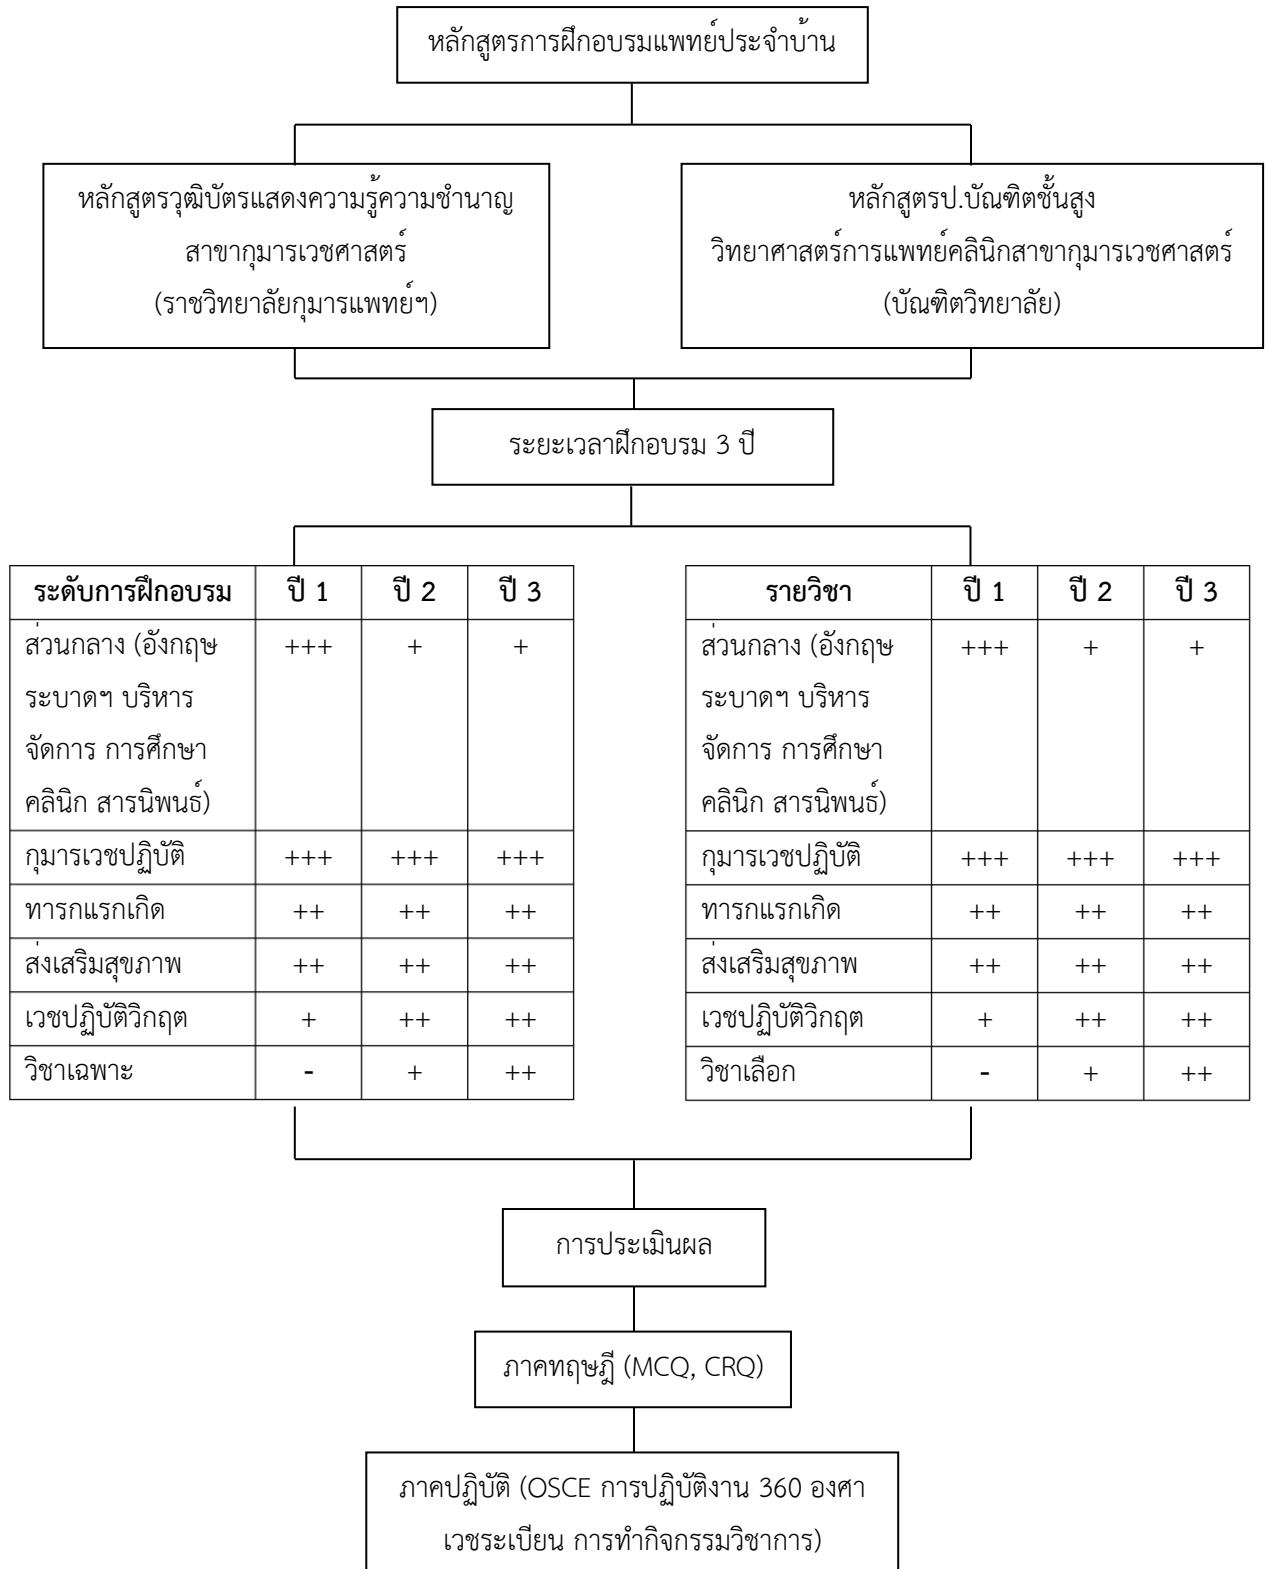 หลักสูตรการฝึกอบรมแพทย์ประจำบ้าน
หลักสูตรวุฒิบัตรแสดงความรู้ความชำนาญ
สาขากุมารเวชศาสตร์
(ราชวิทยาลัยกุมารแพทย์ฯ)
หลักสูตรป.บัณฑิตชั้นสูง
วิทยาศาสตร์การแพทย์คลินิกสาขากุมารเวชศาสตร์
(บัณฑิตวิทยาลัย)
ระยะเวลาฝึกอบรม 3 ปี
ระดับการฝึกอบรม ปี 1 ปี 2 ปี 3
ส่วนกลาง (อังกฤษ +++ + +
ระบาดฯ บริหาร
จัดการ การศึกษา
คลินิก สารนิพนธ์)
กุมารเวชปฏิบัติ +++ +++ +++
ทารกแรกเกิด ++ ++ ++
ส่งเสริมสุขภาพ ++ ++ ++
เวชปฏิบัติวิกฤต + ++ ++
วิชาเฉพาะ - + ++
รายวิชา ปี 1 ปี 2 ปี 3
ส่วนกลาง (อังกฤษ +++ + +
ระบาดฯ บริหาร
จัดการ การศึกษา
คลินิก สารนิพนธ์)
กุมารเวชปฏิบัติ +++ +++ +++
ทารกแรกเกิด ++ ++ ++
ส่งเสริมสุขภาพ ++ ++ ++
เวชปฏิบัติวิกฤต + ++ ++
วิชาเลือก - + ++
การประเมินผล
ภาคทฤษฎี (MCQ, CRQ)
ภาคปฏิบัติ (OSCE การปฏิบัติงาน 360 องศา
เวชระเบียน การทำกิจกรรมวิชาการ)